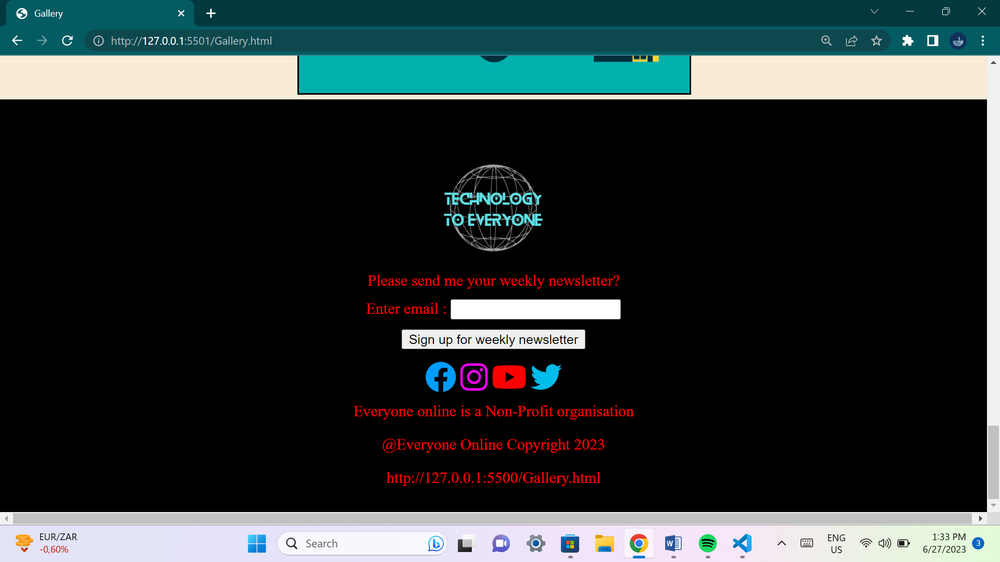 Gallery
http://127.0.0.1:5501/Gallery.html
TECHNOLOGY
TO EVERYONE
Please send me your weekly newsletter?
Enter email :
Sign up for weekly newsletter
Everyone online is a Non-Profit organisation
@Everyone Online Copyright 2023
http://127.0.0.1:5500/Gallery.html
EUR/ZAR
-0,60%
Search
W
ENG
US
1:33 PM
6/27/2023
3